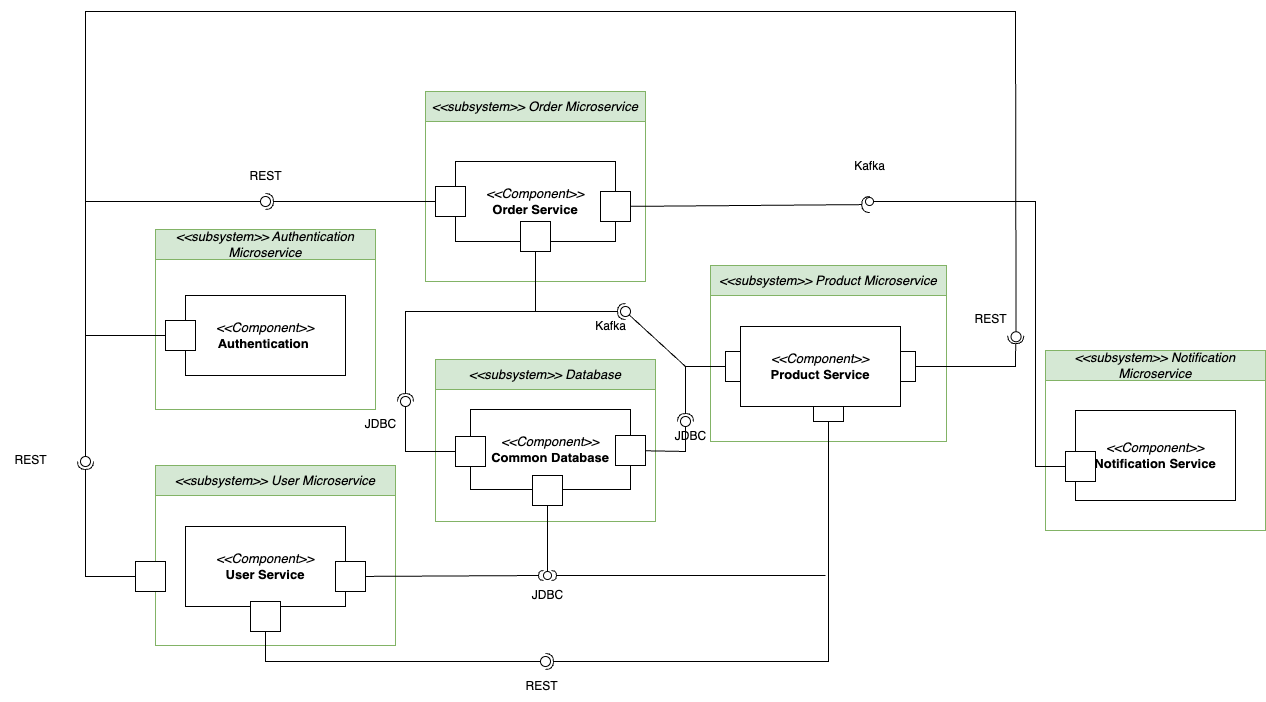 <<subsystem>> Order Microservice
Kafka
REST
<<Component>>
Order Service
<<subsystem>> Authentication
Microservice
<<subsystem>> Product Microservice
REST
Kafka
<<Component>>
Authentication
<<Component>>
Product Service
<<subsystem>> Notification
Microservice
<<subsystem>> Database
JDBC
JDBC
<<Component>>
Common Database
<<Component>>
Notification Service
REST
<<subsystem>> User Microservice
<<Component>>
User Service
JDBC
REST